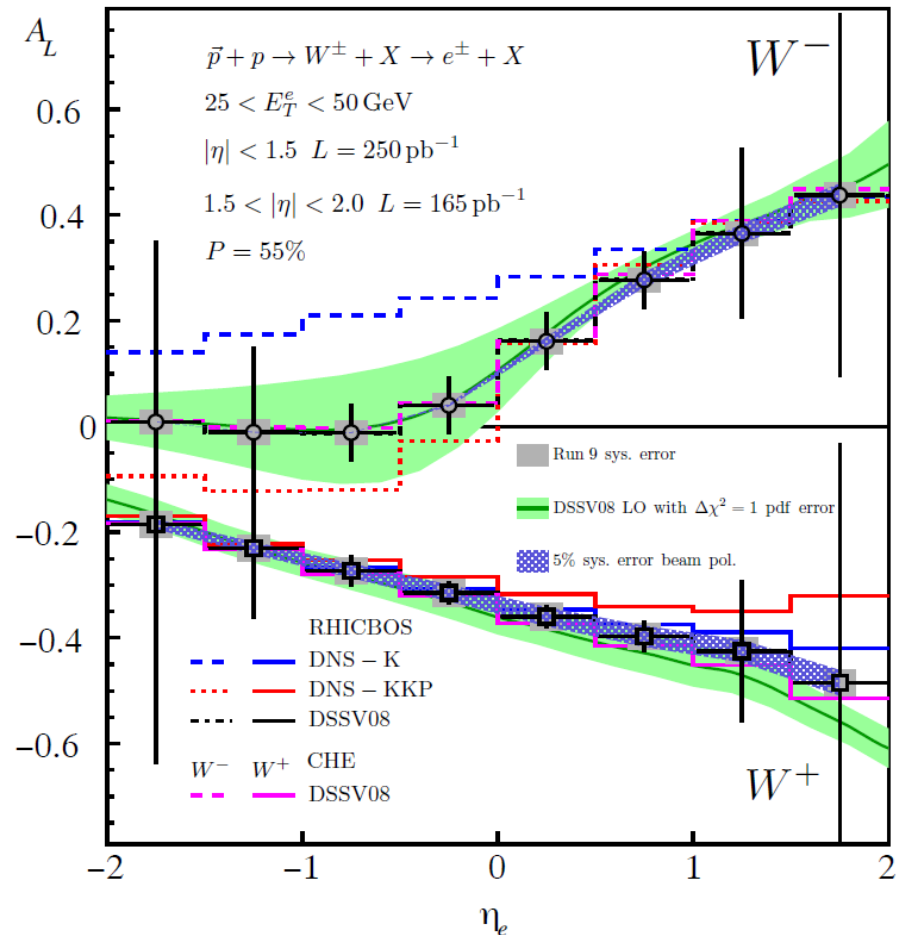 A_L
p⃗ + p → W^± + X → e^± + X
25 < E_T^e < 50 GeV
|η| < 1.5 L = 250 pb^−1
1.5 < |η| < 2.0 L = 165 pb^−1
P = 55%
W^−
0.6
0.4
0.2
0
−0.2
−0.4
−0.6
Run 9 sys. error
DSSV08 LO with Δχ^2 = 1 pdf error
5% sys. error beam pol.
RHICBOS
DNS − K
DNS − KKP
DSSV08
W^− W^+ CHE
DSSV08
W^+
−2 −1 0 1 2
η_e